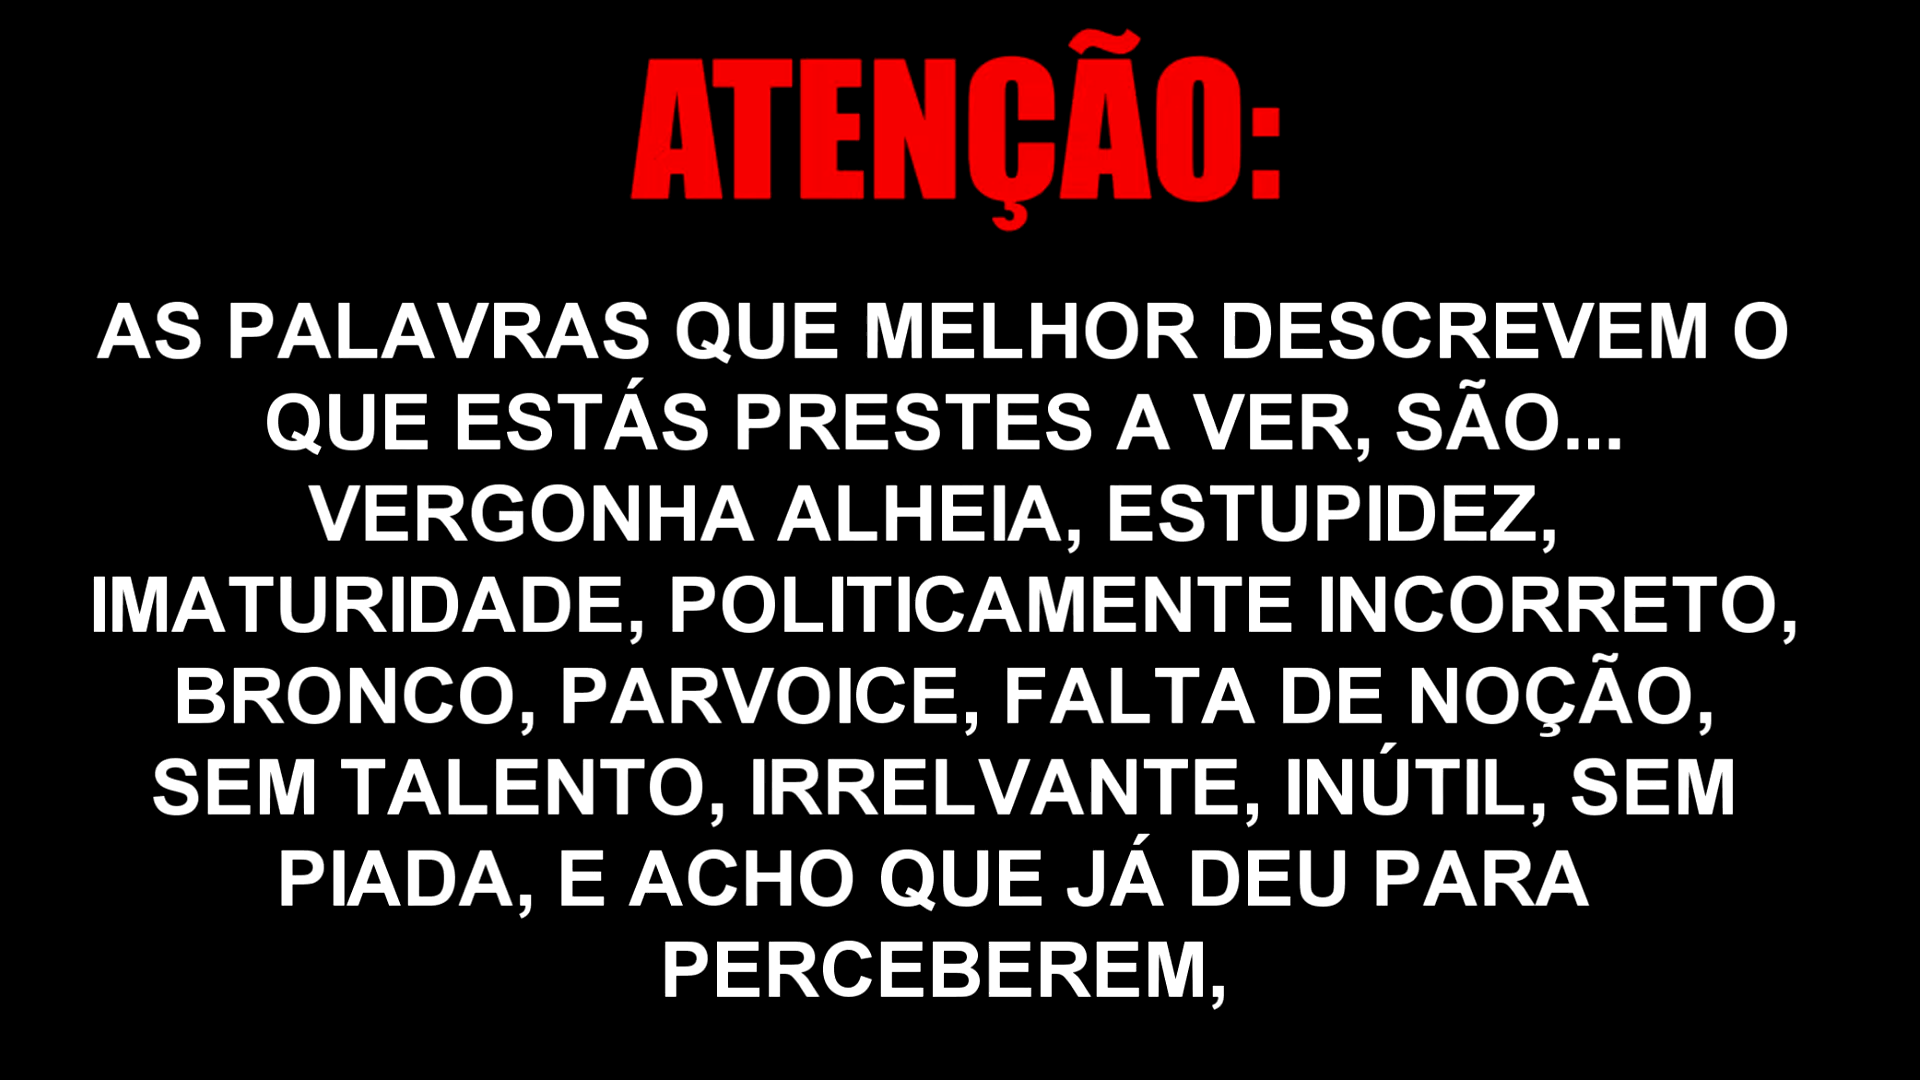 ATENÇÃO:
AS PALAVRAS QUE MELHOR DESCREVEM O
QUE ESTÁS PRESTES A VER, SÃO...
VERGONHA ALHEIA, ESTUPIDEZ,
IMATURIDADE, POLITICAMENTE INCORRETO,
BRONCO, PARVOICE, FALTA DE NOÇÃO,
SEM TALENTO, IRRELVANTE, INÚTIL, SEM
PIADA, E ACHO QUE JÁ DEU PARA
PERCEBEREM,